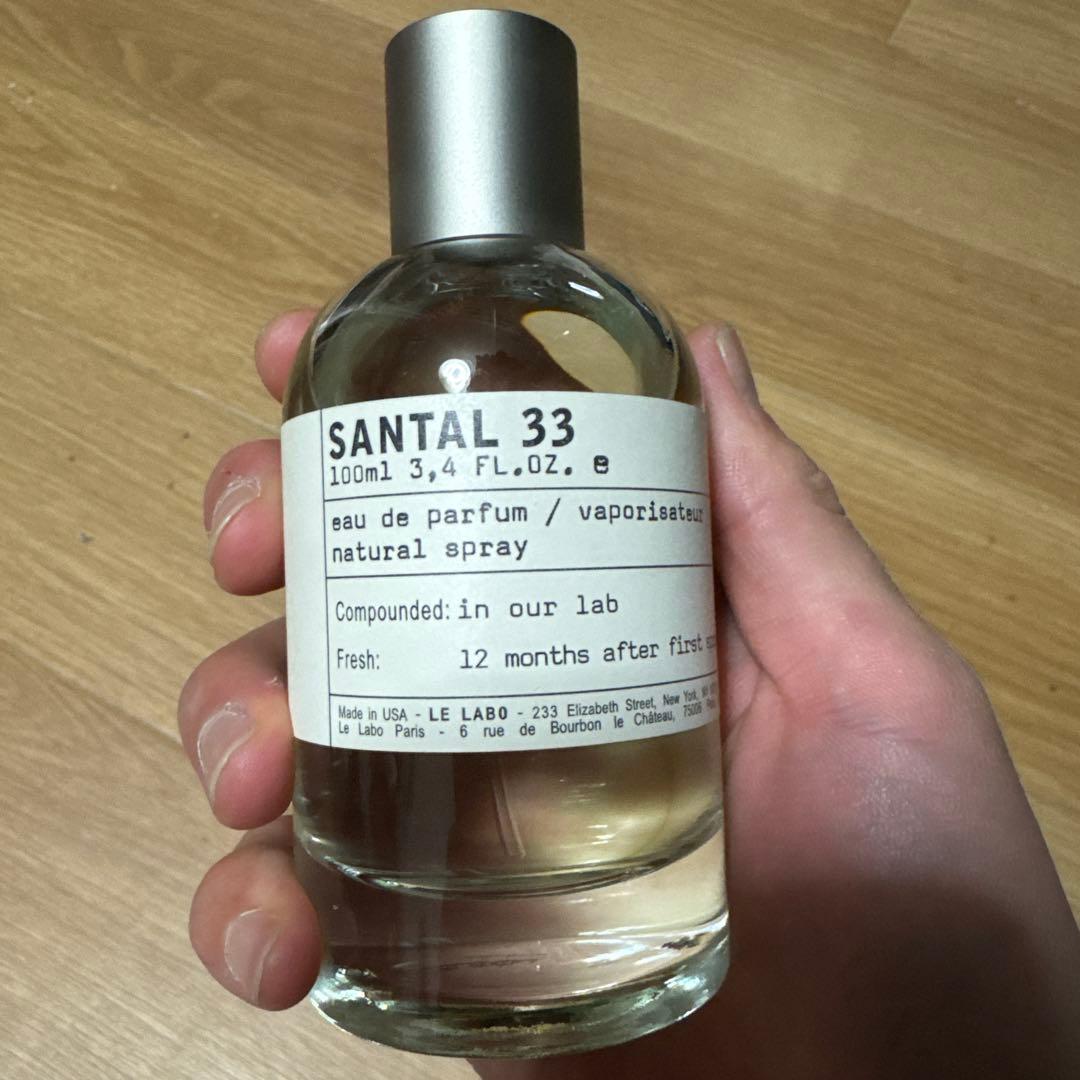 SANTAL 33
100ml 3,4 FL.OZ. e
eau de parfum / vaporisateur
natural spray
Compounded: in our lab
Fresh: 12 months after first
Made in USA - LE LABO - 233 Elizabeth Street, New York,
Le Labo Paris - 6 rue de Bourbon le Château, 75006